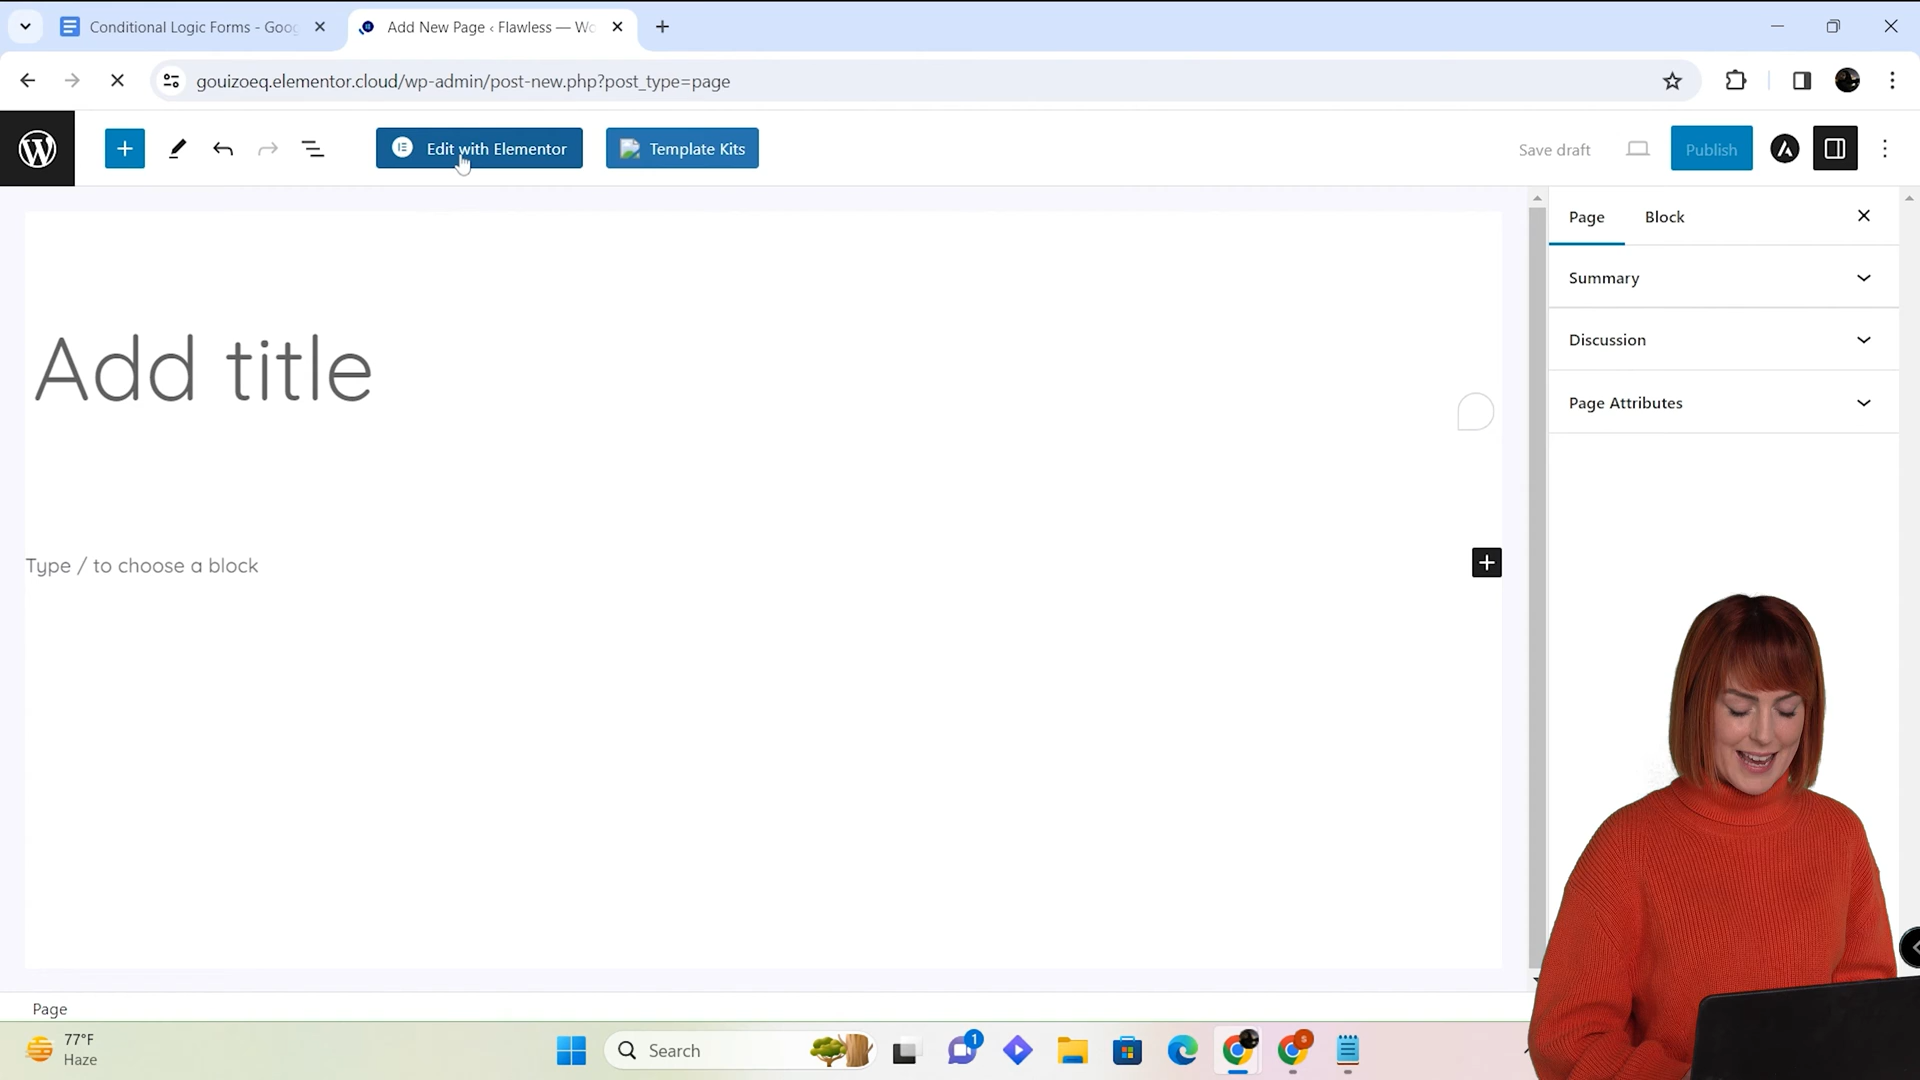 Conditional Logic Forms - Goog
Add New Page ‹ Flawless — Wo
gouizoeq.elementor.cloud/wp-admin/post-new.php?post_type=page
Edit with Elementor
Template Kits
Save draft
Publish
Page
Block
Summary
Add title
Discussion
Page Attributes
Type / to choose a block
Page
77°F
Haze
Search
1
s